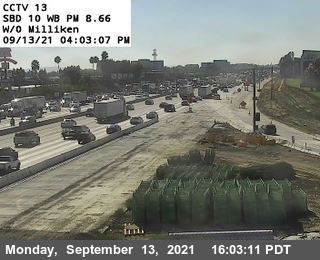 CCTV 13
SBD 10 WB PM 8.66
W/O Milliken
09/13/21 04:03:07 PM
Monday, September 13, 2021 16:03:11 PDT